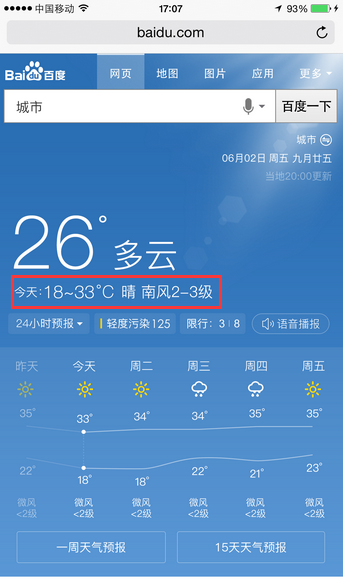 中国移动 17:07 93%
baidu.com
Bai du 百度 网页 地图 图片 应用 更多
城市 百度一下
城市
06月02日 周五 九月廿五
当地20:00更新
26° 多云
今天:18~33°C 晴 南风2-3级
24小时预报 轻度污染125 限行: 3 8 语音播报
昨天 今天 周二 周三 周四 周五
35° 33° 34° 34° 35° 35°
22° 18° 18° 22° 21° 23°
微风 微风 微风 微风 微风 微风
<2级 <2级 <2级 <2级 <2级 <2级
一周天气预报 15天天气预报